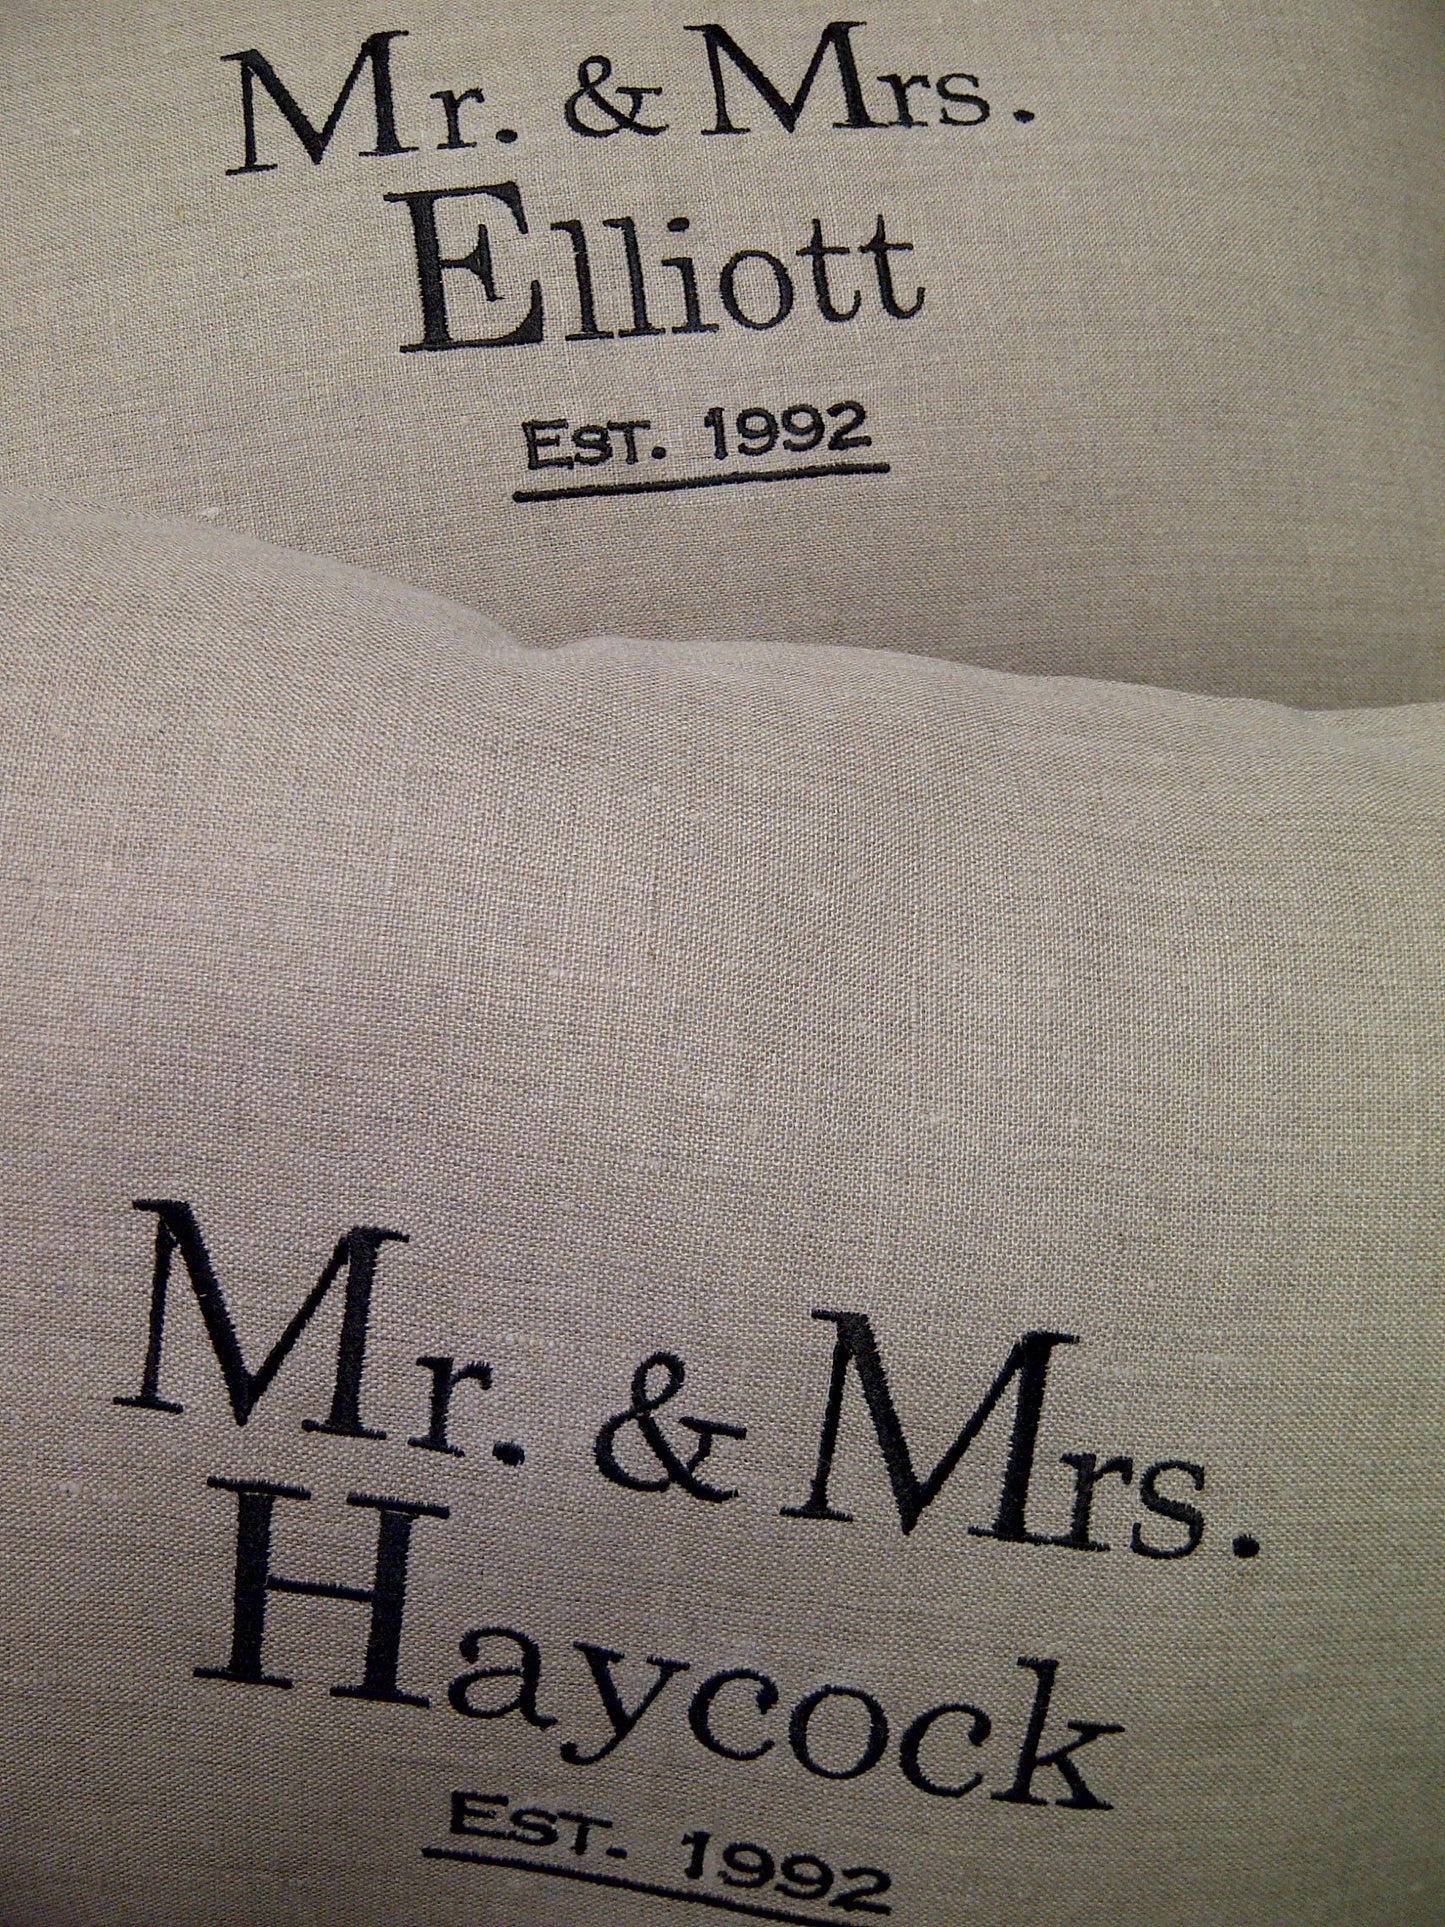 Mr. & Mrs.
Elliott
EST. 1992
Mr. & Mrs.
Haycock
EST. 1992